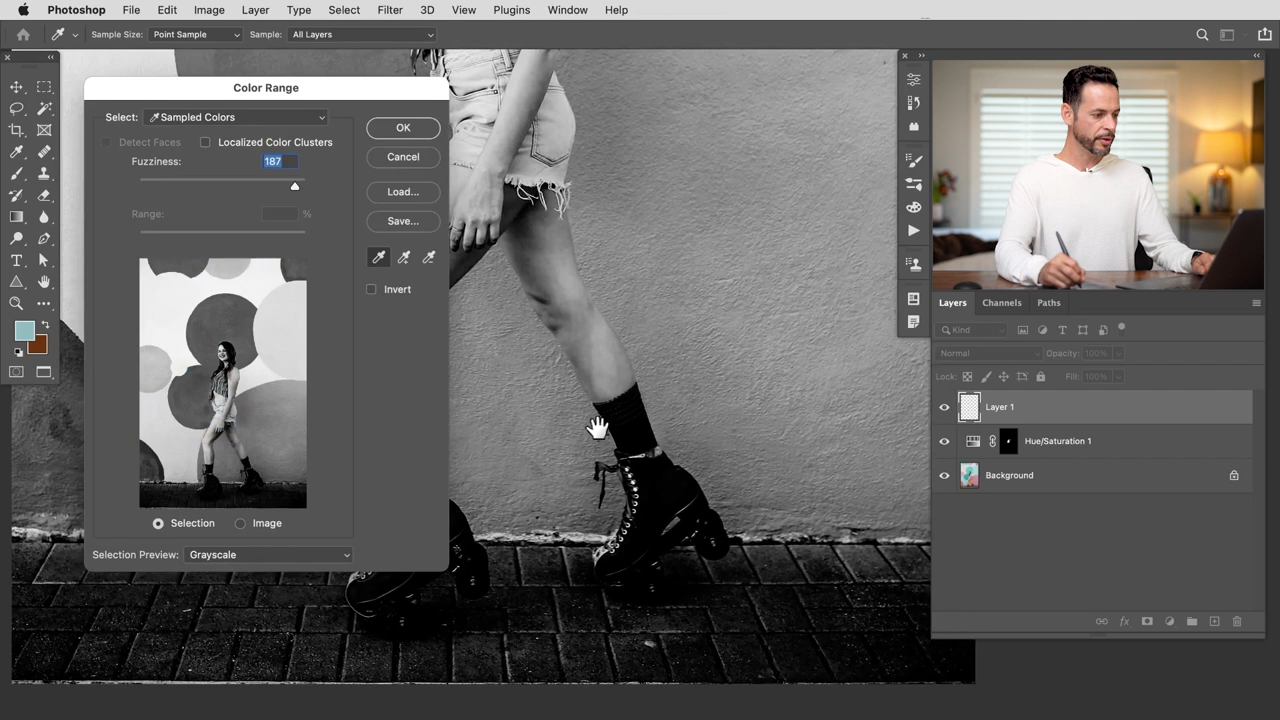 Photoshop File Edit Image Layer Type Select Filter 3D View Plugins Window Help
Sample Size: Point Sample Sample: All Layers
Color Range
Select: Sampled Colors
Detect Faces Localized Color Clusters
Fuzziness: 187
Range: %
OK
Cancel
Load...
Save...
Invert
Selection Image
Selection Preview: Grayscale
Layers Channels Paths
Kind
Normal Opacity: 100%
Lock: Fill: 100%
Layer 1
Hue/Saturation 1
Background